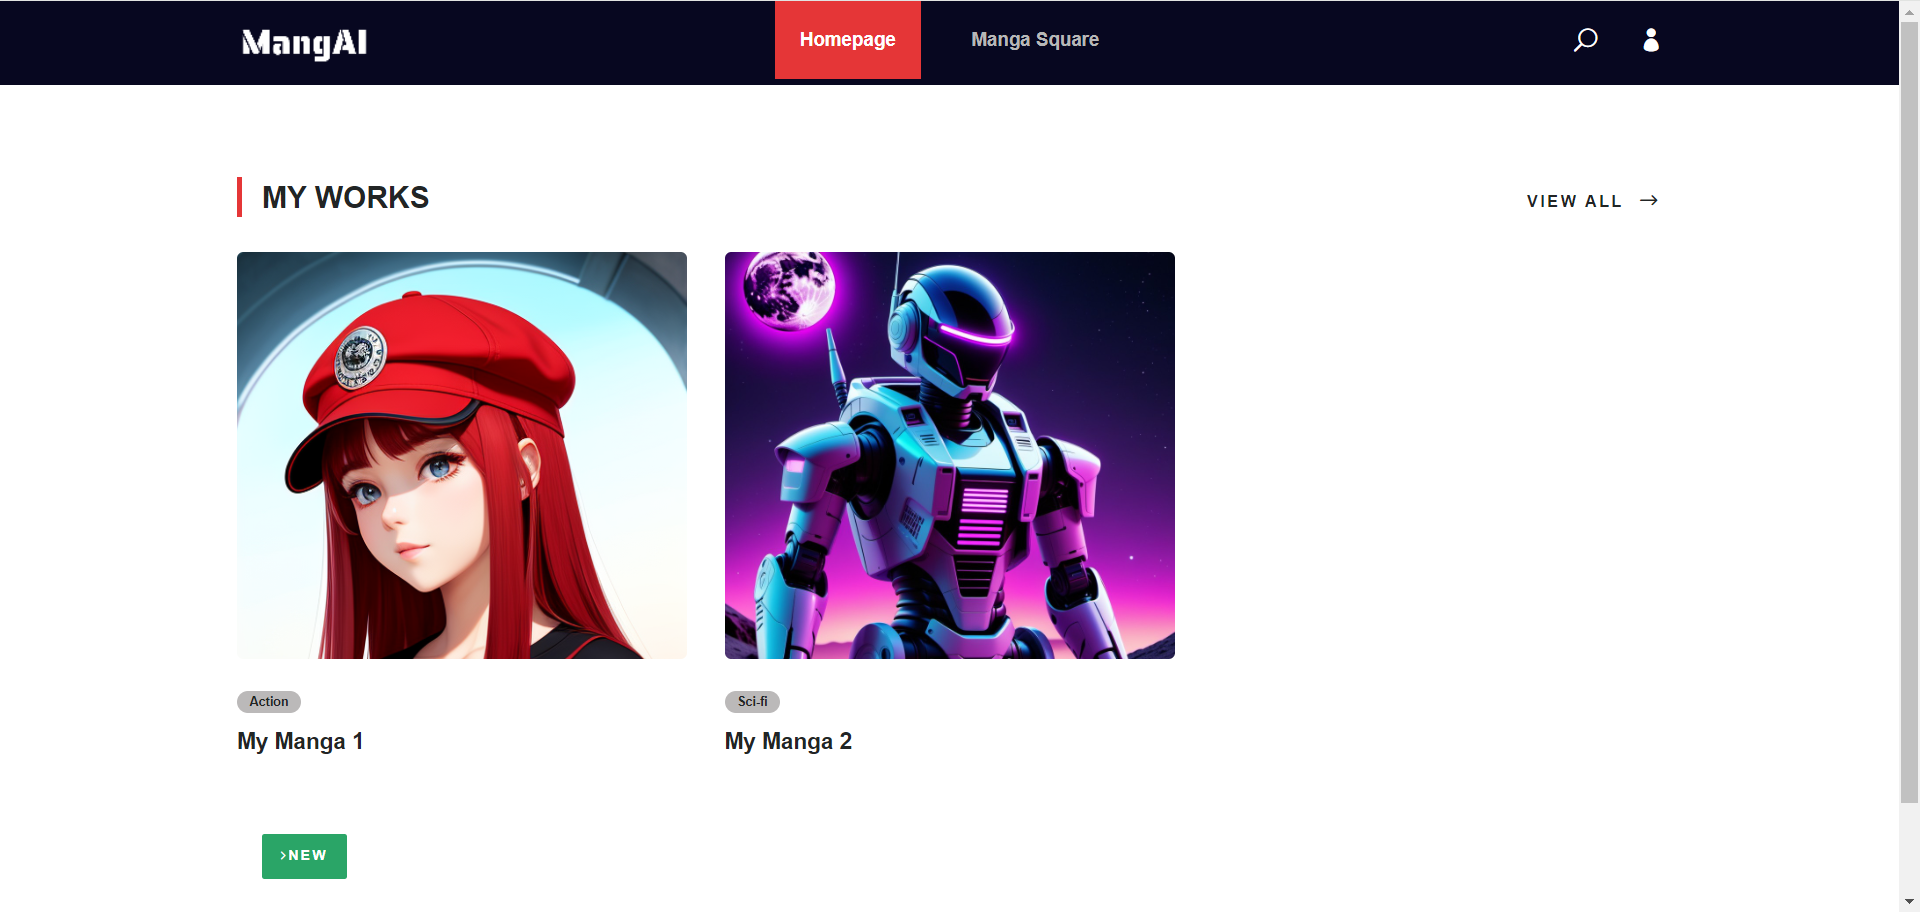 MangAI
Homepage
Manga Square
MY WORKS
VIEW ALL →
Action
Sci-fi
My Manga 1
My Manga 2
>NEW